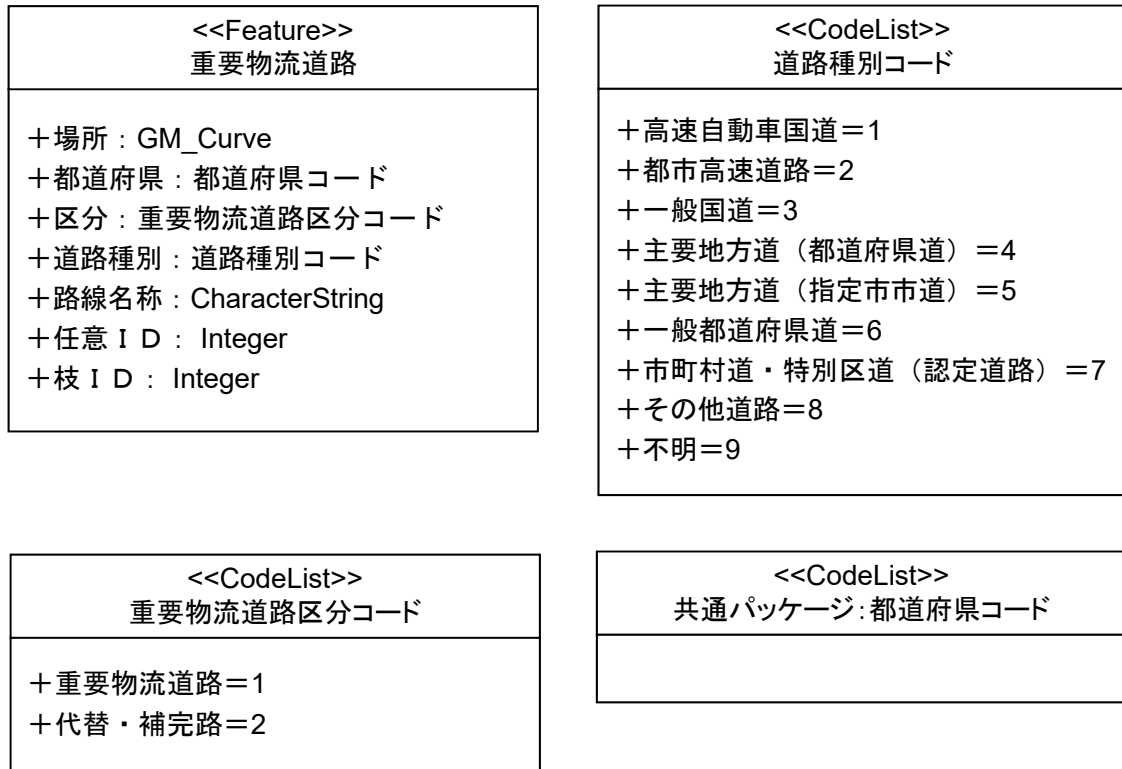 <<Feature>>
重要物流道路
＋場所：GM_Curve
＋都道府県：都道府県コード
＋区分：重要物流道路区分コード
＋道路種別：道路種別コード
＋路線名称：CharacterString
＋任意ＩＤ： Integer
＋枝ＩＤ： Integer
<<CodeList>>
道路種別コード
＋高速自動車国道＝1
＋都市高速道路＝2
＋一般国道＝3
＋主要地方道（都道府県道）＝4
＋主要地方道（指定市市道）＝5
＋一般都道府県道＝6
＋市町村道・特別区道（認定道路）＝7
＋その他道路＝8
＋不明＝9
<<CodeList>>
重要物流道路区分コード
＋重要物流道路＝1
＋代替・補完路＝2
<<CodeList>>
共通パッケージ：都道府県コード